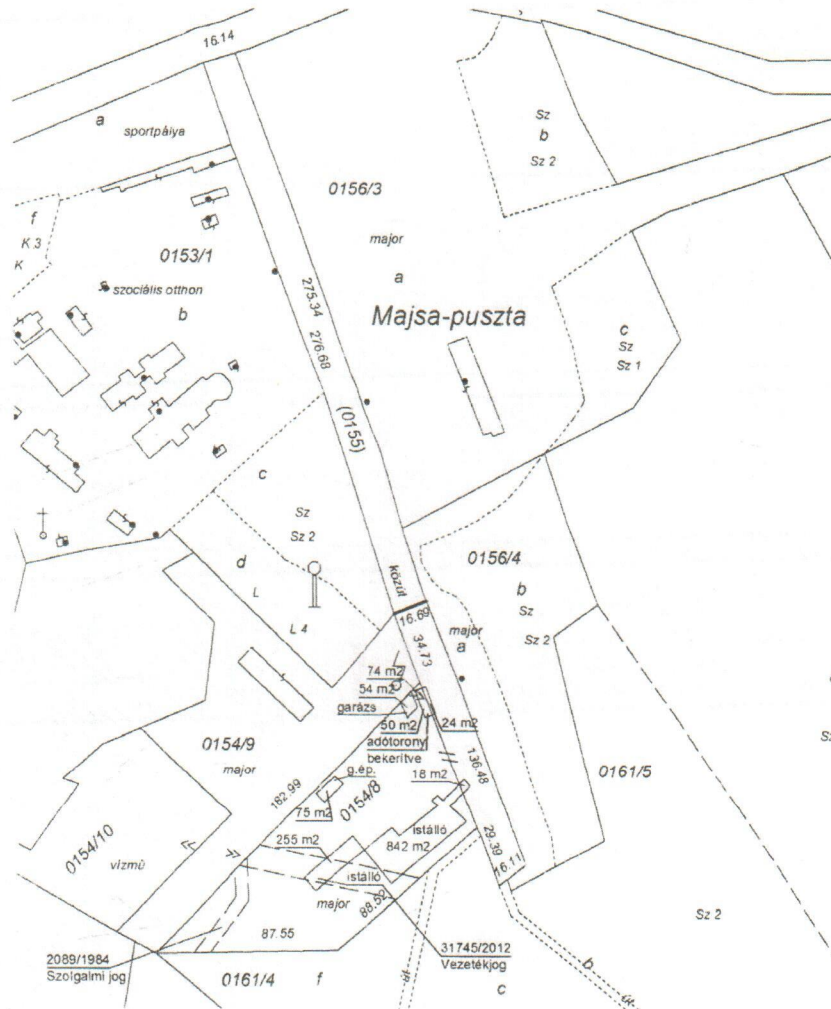 16.14
a
sportpálya
Sz
b
Sz 2
0156/3
f
K 3
K
0153/1
major
szociális otthon
a
b
275.34
276.68
Majsa-puszta
c
Sz
Sz 1
(0155)
c
Sz
Sz 2
d
L
L 4
közút
0156/4
b
Sz
Sz 2
16.69
major
a
34.73
74 m2
54 m2
garázs
50 m2
24 m2
adótorony
bekerítve
0154/9
major
g.ép.
18 m2
136.48
0161/5
182.99
75 m2
0154/8
0154/10
vízmû
255 m2
istálló
842 m2
29.39
16.11
istálló
major
88.52
87.55
Sz 2
2089/1984
Szolgalmi jog
31745/2012
Vezetékjog
0161/4
f
út
c
b
út